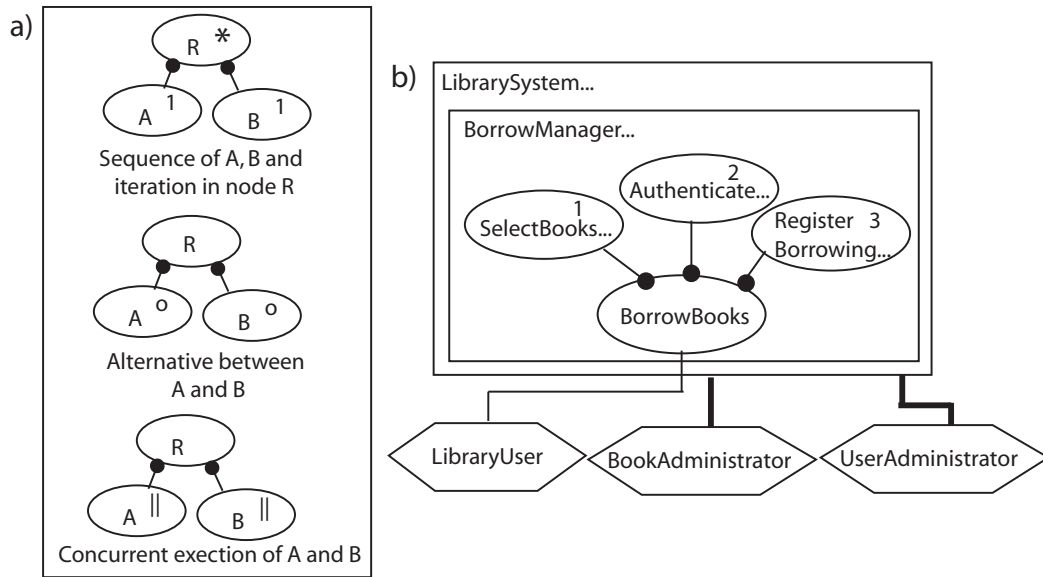 a)
R *
A 1
B 1
Sequence of A, B and
iteration in node R
R
A o
B o
Alternative between
A and B
R
A ||
B ||
Concurrent exection of A and B
b)
LibrarySystem...
BorrowManager...
1
SelectBooks...
2
Authenticate...
Register 3
Borrowing...
BorrowBooks
LibraryUser
BookAdministrator
UserAdministrator